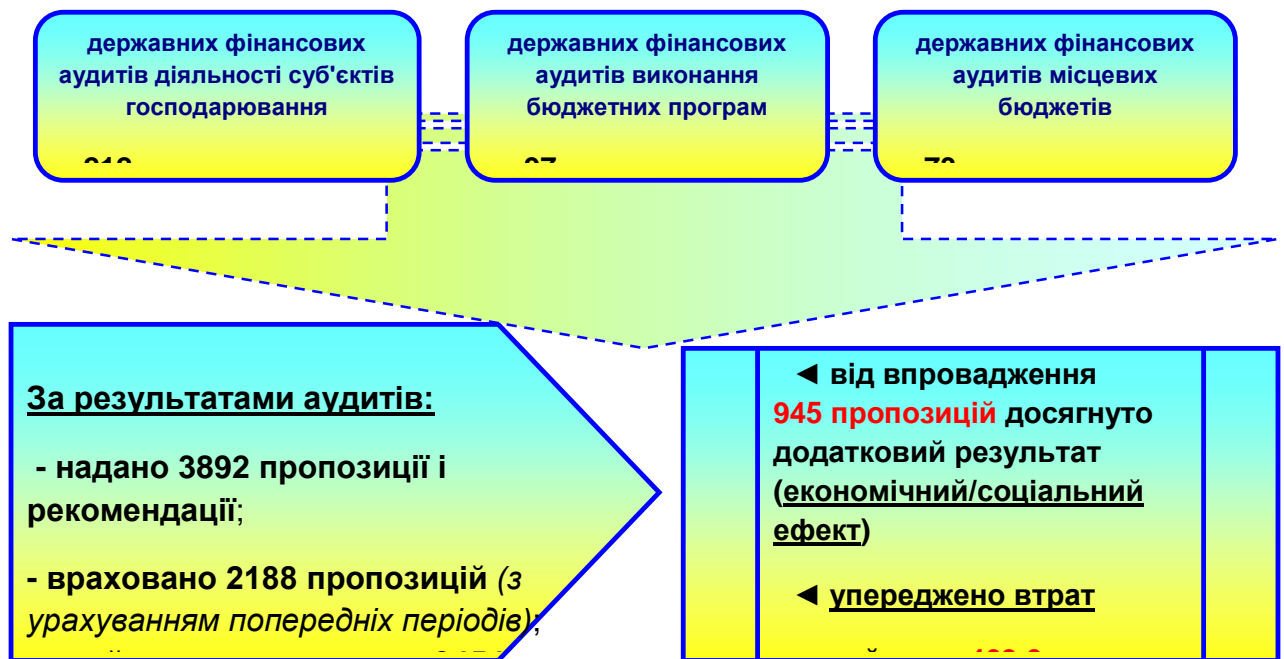 державних фінансових
аудитів діяльності суб'єктів
господарювання
державних фінансових
аудитів виконання
бюджетних програм
державних фінансових
аудитів місцевих
бюджетів
За результатами аудитів:
- надано 3892 пропозиції і
рекомендації;
- враховано 2188 пропозицій (з
урахуванням попередніх періодів);
◄ від впровадження
945 пропозицій досягнуто
додатковий результат
(економічний/соціальний
ефект)
◄ упереджено втрат